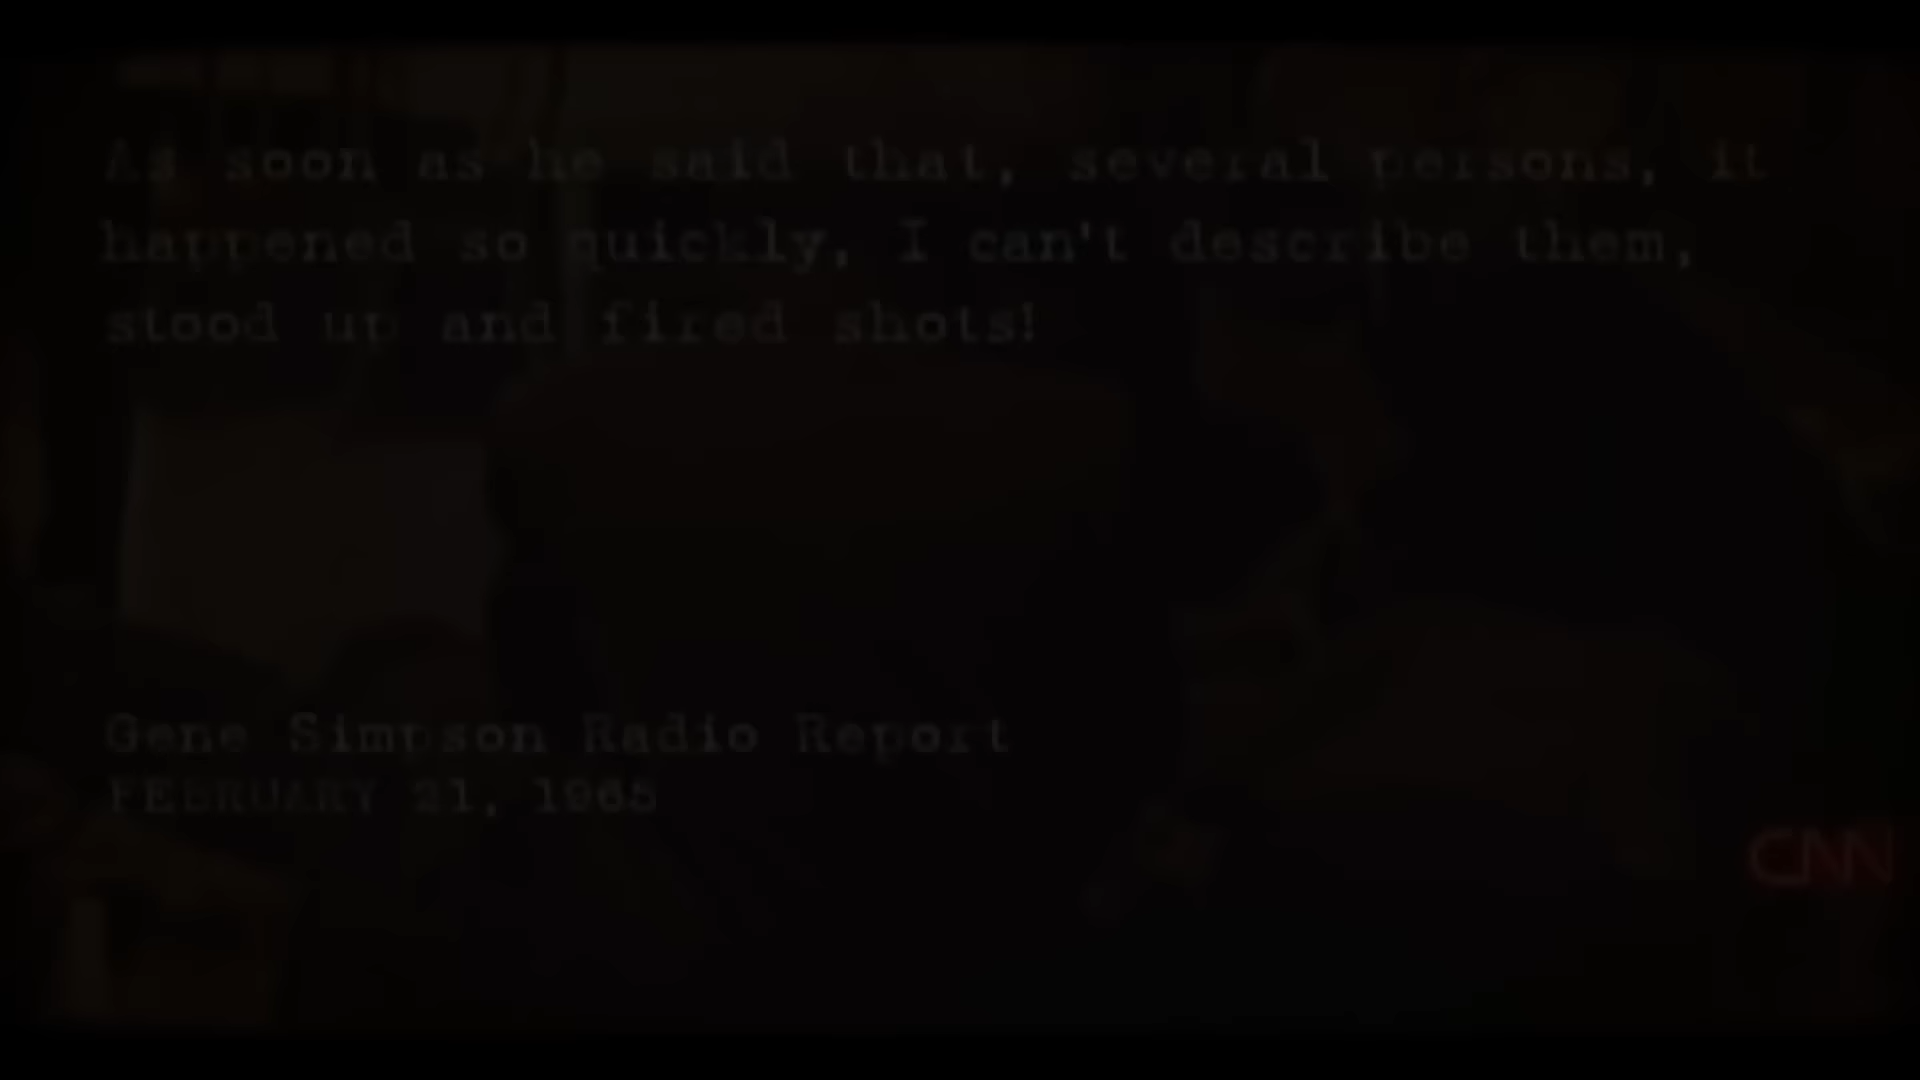 As soon as he said that, several persons, it
happened so quickly, I can't describe them,
stood up and fired shots!
Gene Simpson Radio Report
FEBRUARY 21, 1965
CNN